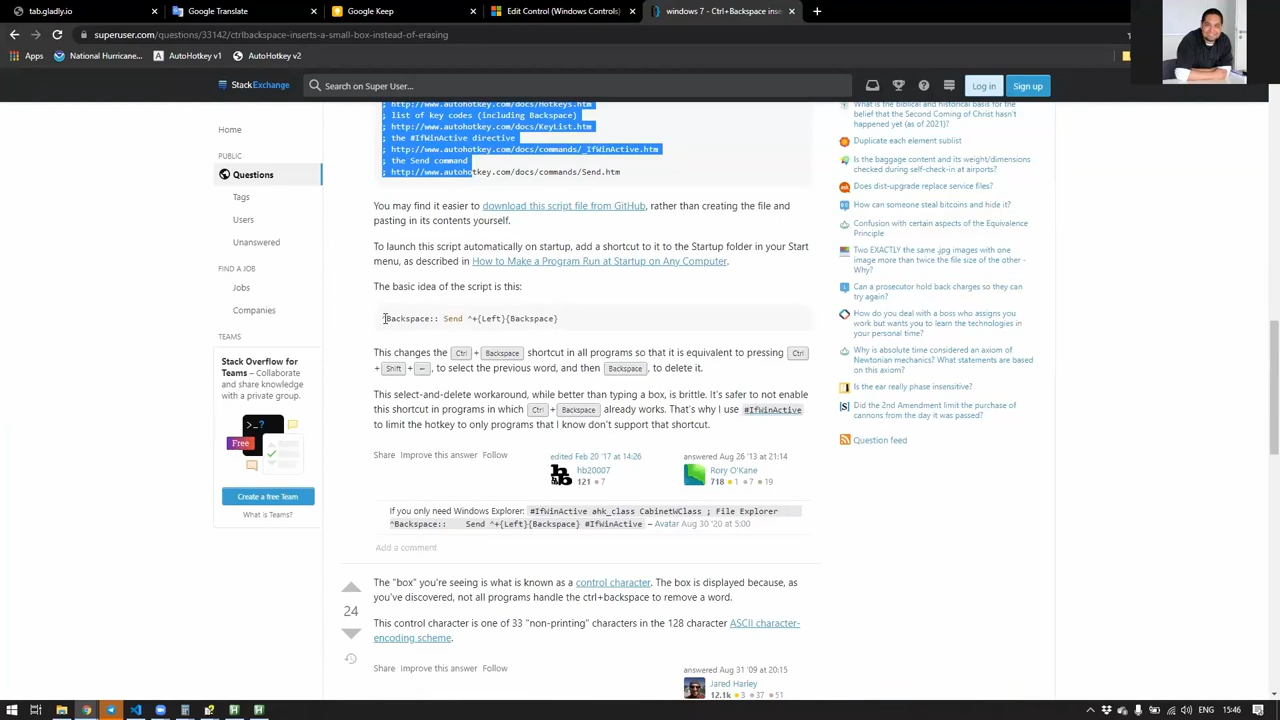 tab.gladyos.com
Google Translate
Google Keep
Edit Control (Windows Controls)
windows 7 - Ctrl+Backspace inse
superuser.com/questions/33142/ctrlbackspace-inserts-a-small-box-instead-of-erasing
Apps
National Hurricane...
AutoHotkey v1
AutoHotkey v2
StackExchange
Search on Super User...
Log in
Sign up
Home
PUBLIC
Questions
Tags
Users
Unanswered
FIND A JOB
Jobs
Companies
TEAMS
Stack Overflow for
Teams – Collaborate
and share knowledge
with a private group.
Free
Create a free Team
What is Teams?
; http://www.autohotkey.com/docs/Hotkeys.htm
; list of key codes (including Backspace)
; http://www.autohotkey.com/docs/KeyList.htm
; the #IfWinActive directive
; http://www.autohotkey.com/docs/commands/_IfWinActive.htm
; the Send command
; http://www.autohotkey.com/docs/commands/Send.htm
You may find it easier to download this script file from GitHub, rather than creating the file and
pasting in its contents yourself.
To launch this script automatically on startup, add a shortcut to it to the Startup folder in your Start
menu, as described in How to Make a Program Run at Startup on Any Computer.
The basic idea of the script is this:
^Backspace:: Send ^+{Left}{Backspace}
This changes the Ctrl + Backspace shortcut in all programs so that it is equivalent to pressing Ctrl
+ Shift + ←, to select the previous word, and then Backspace, to delete it.
This select-and-delete workaround, while better than typing a box, is brittle. It's safer to not enable
this shortcut in programs in which Ctrl + Backspace already works. That's why I use #IfWinActive
to limit the hotkey to only programs that I know don't support that shortcut.
Share Improve this answer Follow
edited Feb 20 '17 at 14:26
hb20007
121 7
answered Aug 26 '13 at 21:14
Rory O'Kane
718 1 7 19
If you only need Windows Explorer: #IfWinActive ahk_class CabinetWClass ; File Explorer
^Backspace:: Send ^+{Left}{Backspace} #IfWinActive – Avatar Aug 30 '20 at 5:00
Add a comment
24
The "box" you're seeing is what is known as a control character. The box is displayed because, as
you've discovered, not all programs handle the ctrl+backspace to remove a word.
This control character is one of 33 "non-printing" characters in the 128 character ASCII character-
encoding scheme.
Share Improve this answer Follow
answered Aug 31 '09 at 20:15
Jared Harley
12.1k 3 37 51
What is the biblical and historical basis for the
belief that the Second Coming of Christ hasn't
happened yet (as of 2021)?
Duplicate each element sublist
Is the baggage content and its weight/dimensions
checked during self-check-in at airports?
Does dist-upgrade replace service files?
How can someone steal bitcoins and hide it?
Confusion with certain aspects of the Equivalence
Principle
Two EXACTLY the same .jpg images with one
image more than twice the file size of the other -
Why?
Can a prosecutor hold back charges so they can
try again?
How do you deal with a boss who assigns you
work but wants you to learn the technologies in
your personal time?
Why is absolute time considered an axiom of
Newtonian mechanics? What statements are based
on this axiom?
Is the ear really phase insensitive?
Did the 2nd Amendment limit the purchase of
cannons from the day it was passed?
Question feed
ENG
15:46